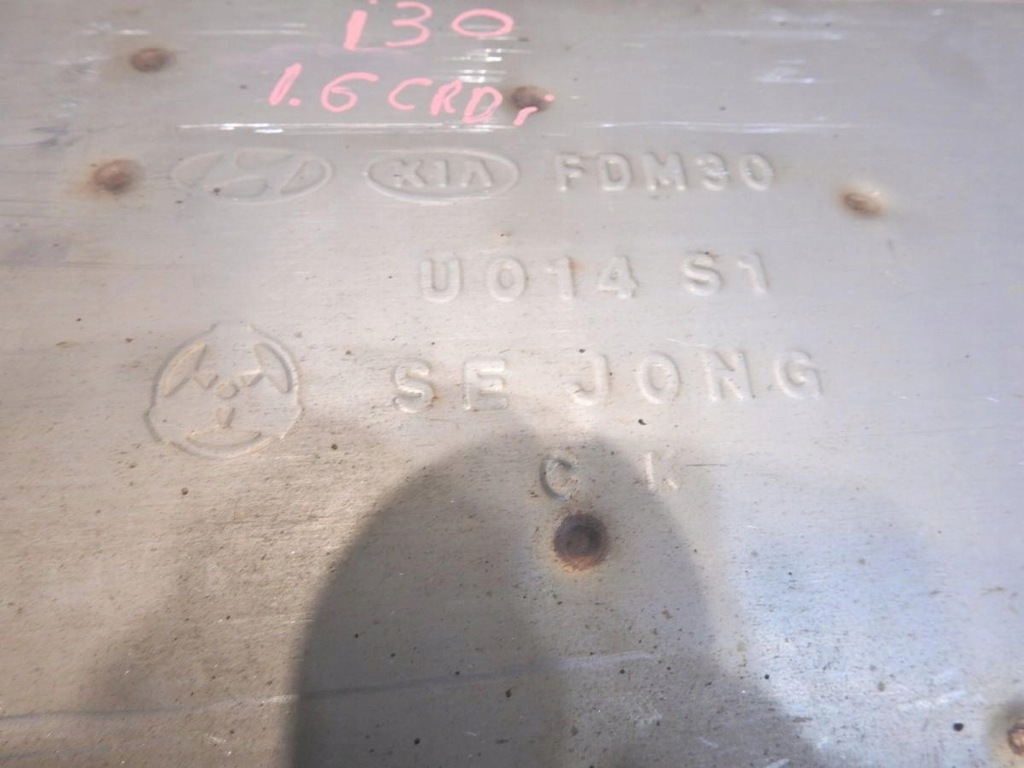 i30
1.6 CRDi
KIA FDM30
U014 S1
SE JONG
C K